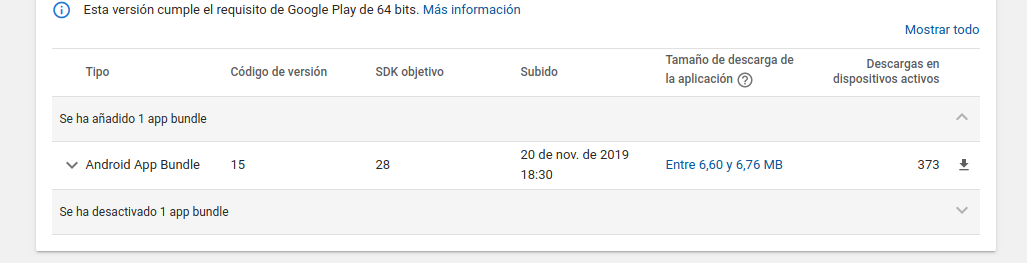 Esta versión cumple el requisito de Google Play de 64 bits. Más información
Mostrar todo
Tipo
Código de versión
SDK objetivo
Subido
Tamaño de descarga de
la aplicación ?
Descargas en
dispositivos activos
Se ha añadido 1 app bundle
Android App Bundle
15
28
20 de nov. de 2019
18:30
Entre 6,60 y 6,76 MB
373
Se ha desactivado 1 app bundle